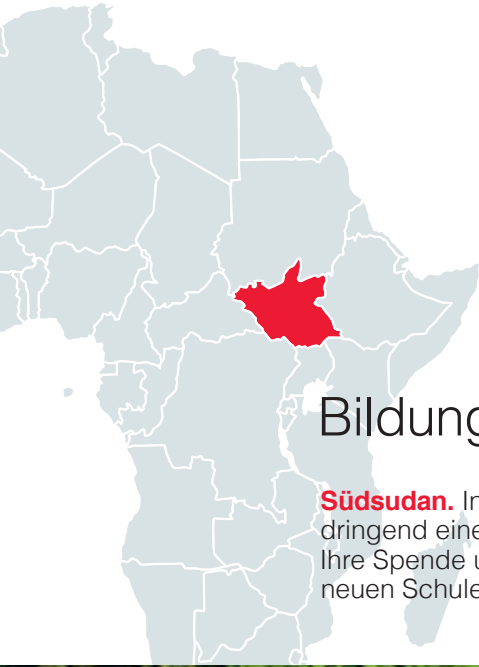 Bildung
Südsudan. In
dringend eine
Ihre Spende u
neuen Schule